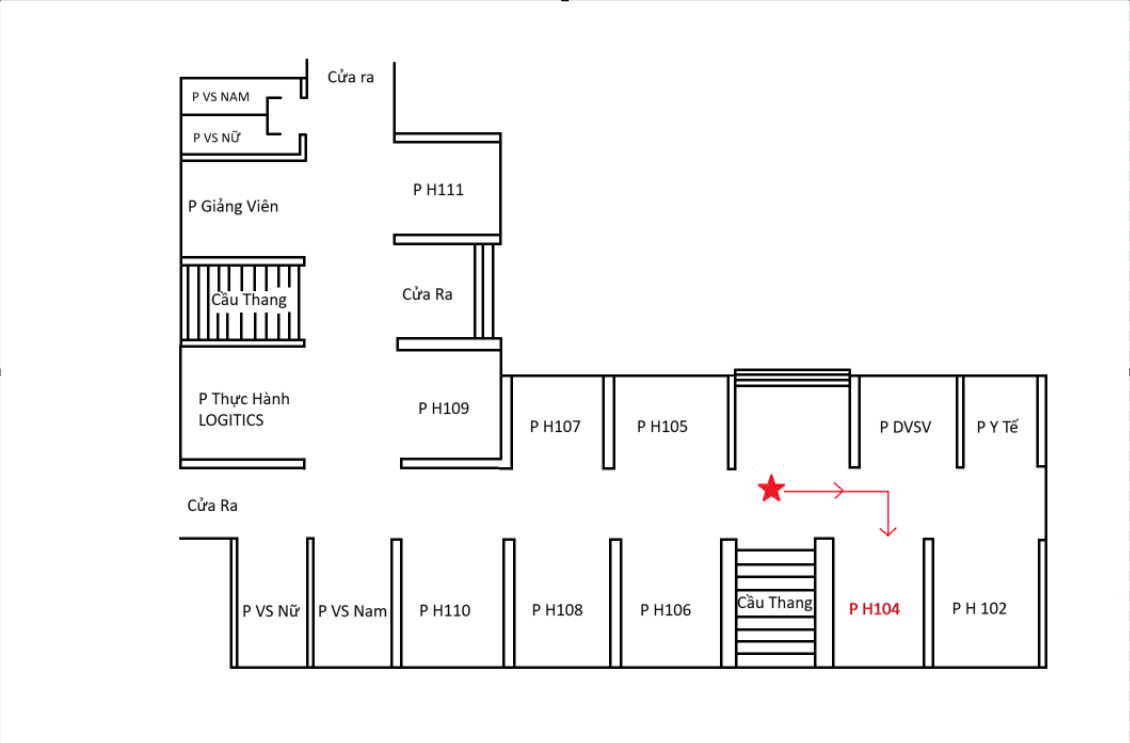 Cửa ra
P VS NAM
P VS NỮ
P H111
P Giảng Viên
Cửa Ra
Cầu Thang
P Thực Hành
LOGITICS
P H109
P H107
P H105
P DVSV
P Y Tế
Cửa Ra
P VS Nữ
P VS Nam
P H110
P H108
P H106
Cầu Thang
P H104
P H 102